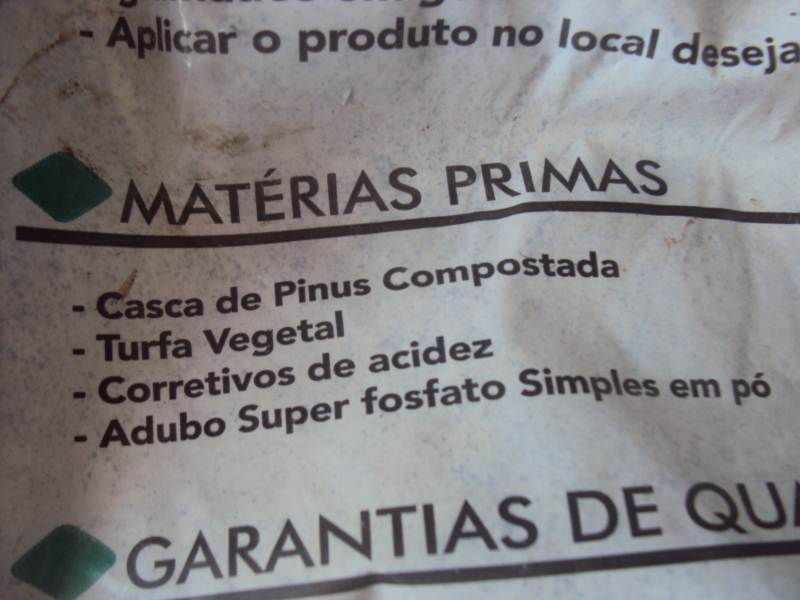 - Aplicar o produto no local
MATÉRIAS PRIMAS
- Casca de Pinus Compostada
- Turfa Vegetal
- Corretivos de acidez
- Adubo Super fosfato Simples em pó
GARANTIAS DE